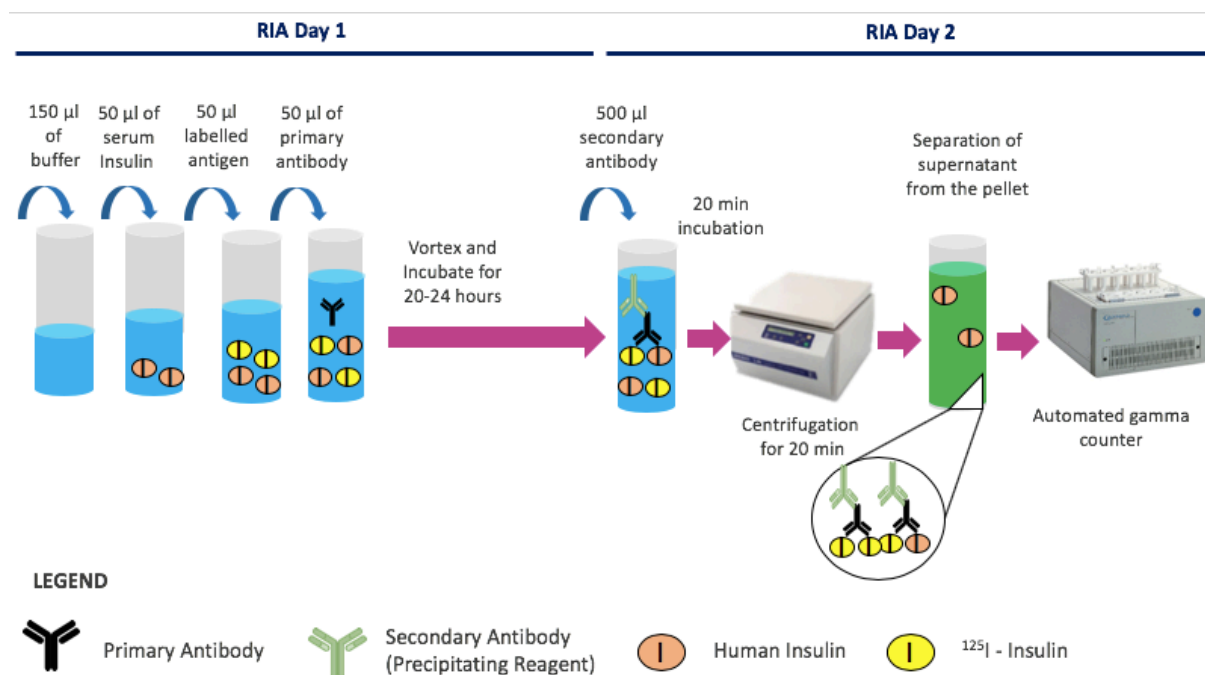 RIA Day 1
RIA Day 2
150 µl
of
buffer
50 µl of
serum
Insulin
50 µl
labelled
antigen
50 µl of
primary
antibody
Vortex and
Incubate for
20-24 hours
500 µl
secondary
antibody
20 min
incubation
Centrifugation
for 20 min
Separation of
supernatant
from the pellet
Automated gamma
counter
LEGEND
Primary Antibody
Secondary Antibody
(Precipitating Reagent)
I
Human Insulin
I
¹²⁵I - Insulin